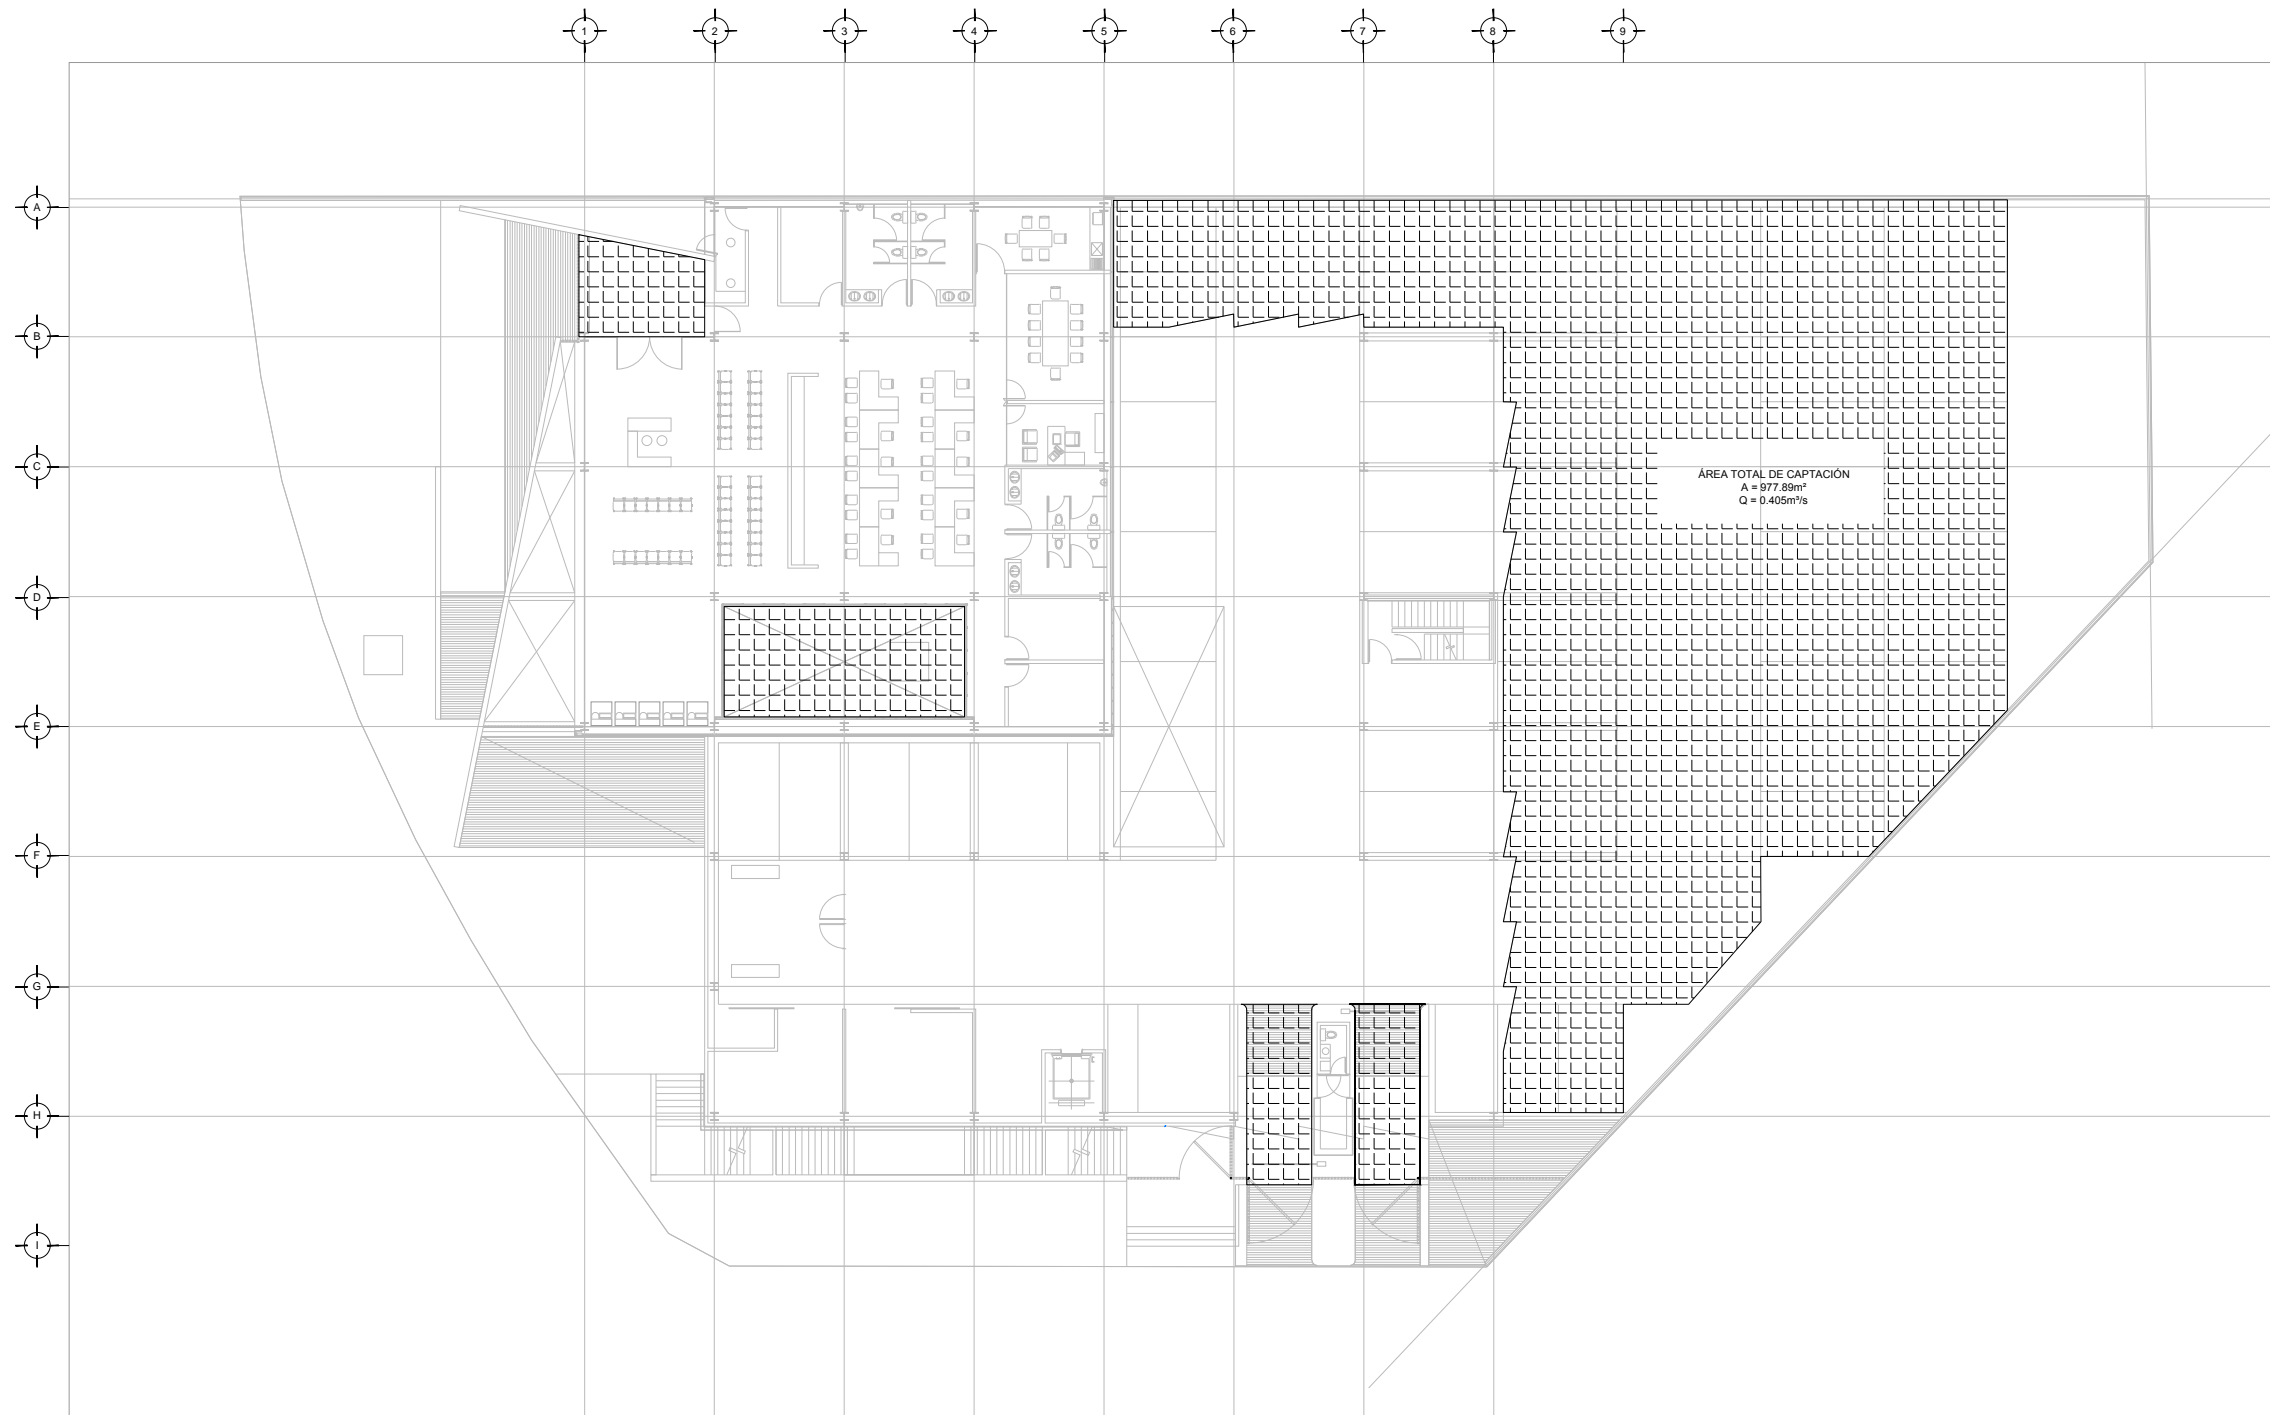 1 2 3 4 5 6 7 8 9
A
B
C
ÁREA TOTAL DE CAPTACIÓN
A = 977.89m²
Q = 0.405m³/s
D
E
F
G
H
I